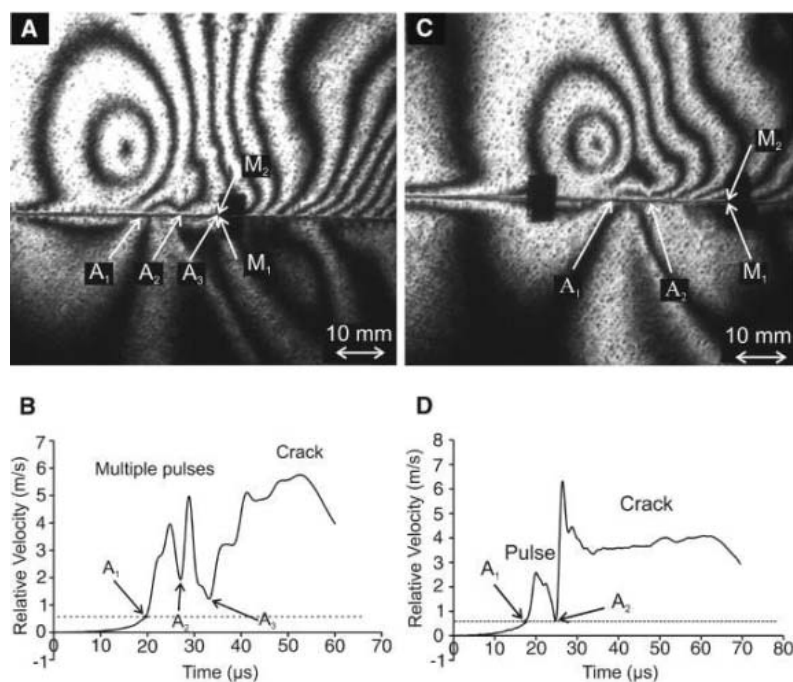 A
M₂
A₁
A₂
A₃
M₁
10 mm
C
M₂
A₁
A₂
M₁
10 mm
B
Relative Velocity (m/s)
7
6
5
4
3
2
1
0
-1
Multiple pulses
Crack
A₁
A₂
A₃
0 10 20 30 40 50 60 70
Time (µs)
D
Relative Velocity (m/s)
8
7
6
5
4
3
2
1
0
-1
Pulse
Crack
A₁
A₂
0 10 20 30 40 50 60 70 80
Time (µs)